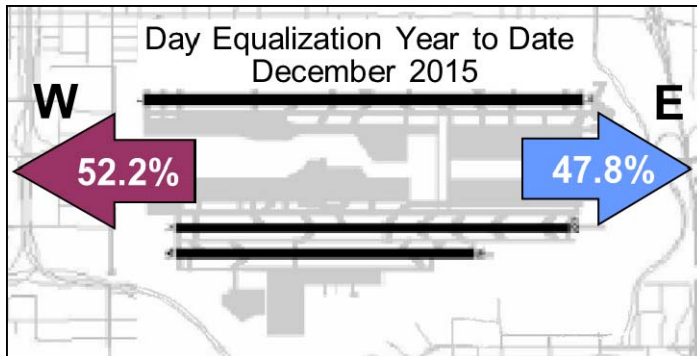 Day Equalization Year to Date
December 2015
W
E
52.2%
47.8%